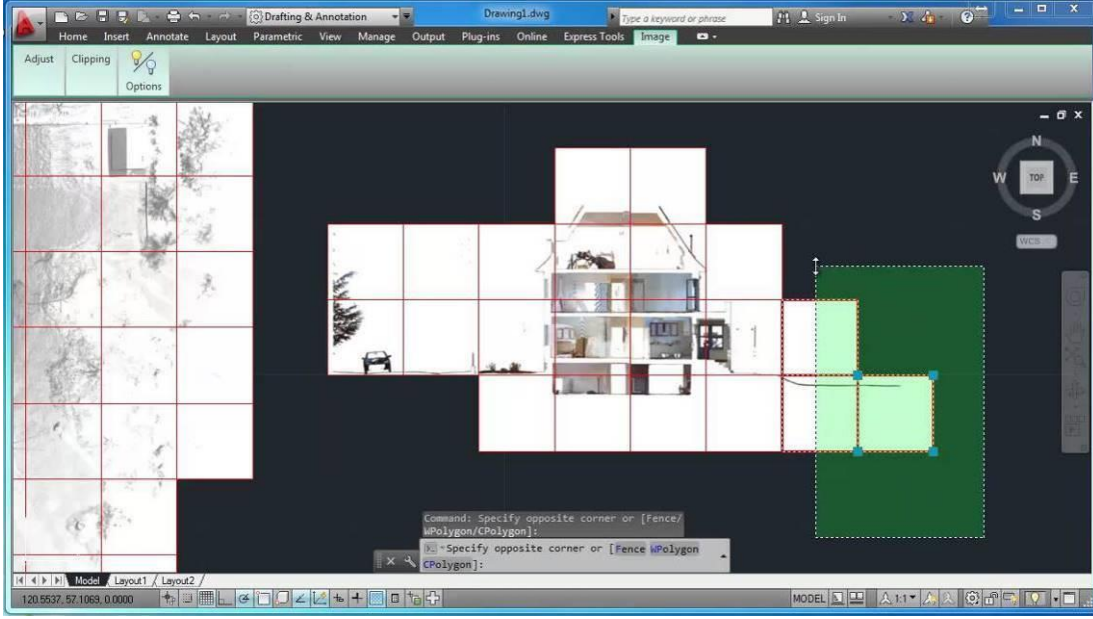 Drafting & Annotation
Drawing1.dwg
Type a keyword or phrase
Sign In
Home Insert Annotate Layout Parametric View Manage Output Plug-ins Online Express Tools Image
Adjust Clipping
Options
N
W TOP E
S
WCS
Command: Specify opposite corner or [Fence/
WPolygon/CPolygon]:
Specify opposite corner or [Fence WPolygon
CPolygon]:
Model Layout1 Layout2
120.5537, 57.1069, 0.0000 MODEL 1:1